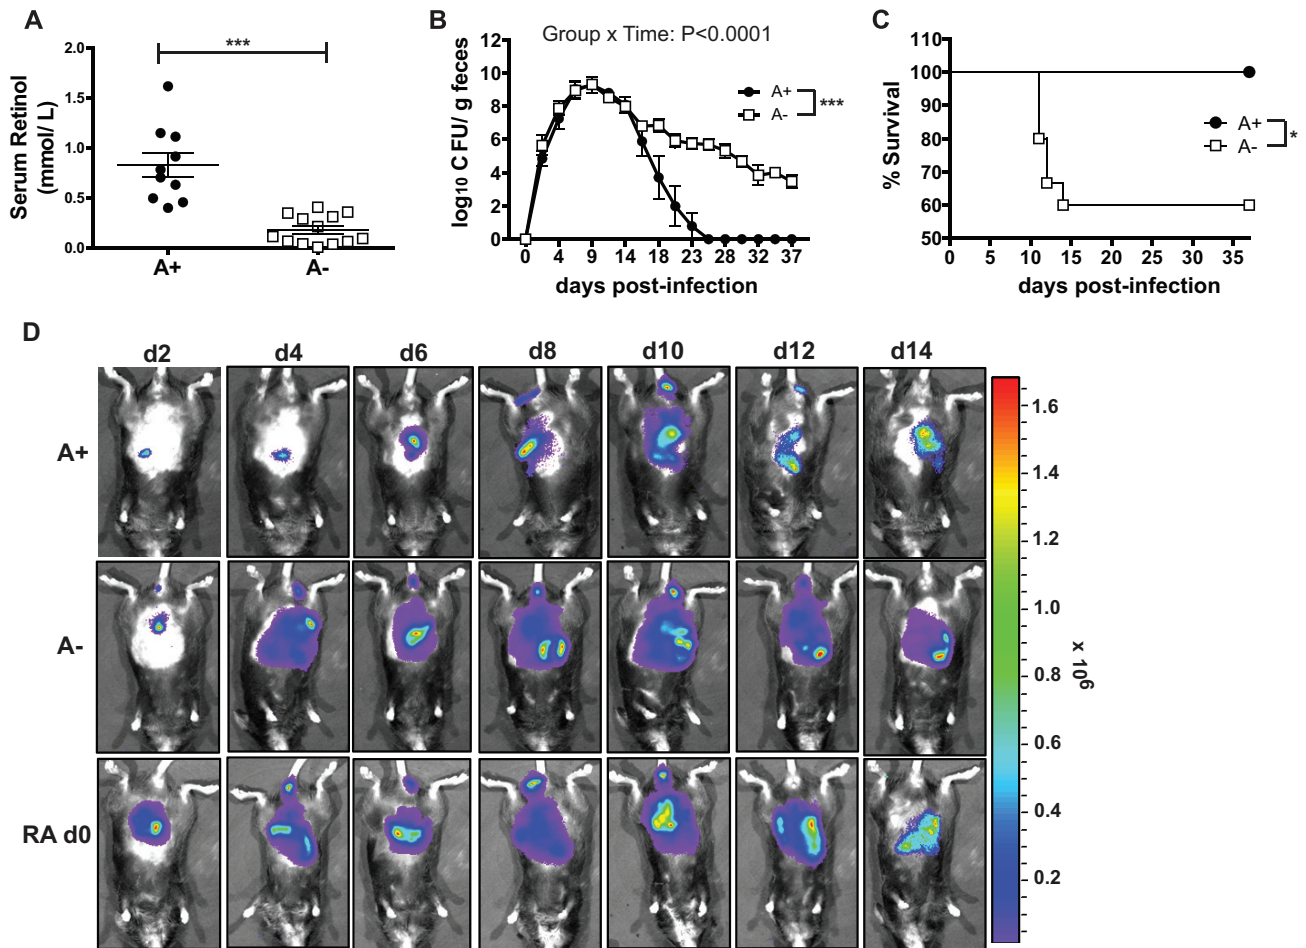 A
2.0
1.5
1.0
0.5
0.0
Serum Retinol
(mmol/ L)
***
A+
A-
B
Group x Time: P<0.0001
12
10
8
6
4
2
0
log10 C FU/ g feces
A+
A-
***
0 4 9 14 18 23 28 32 37
days post-infection
C
110
100
90
80
70
60
50
% Survival
A+
A-
*
0 5 10 15 20 25 30 35
days post-infection
D
d2 d4 d6 d8 d10 d12 d14
A+
A-
RA d0
1.6
1.4
1.2
1.0
0.8
0.6
0.4
0.2
x 10⁶